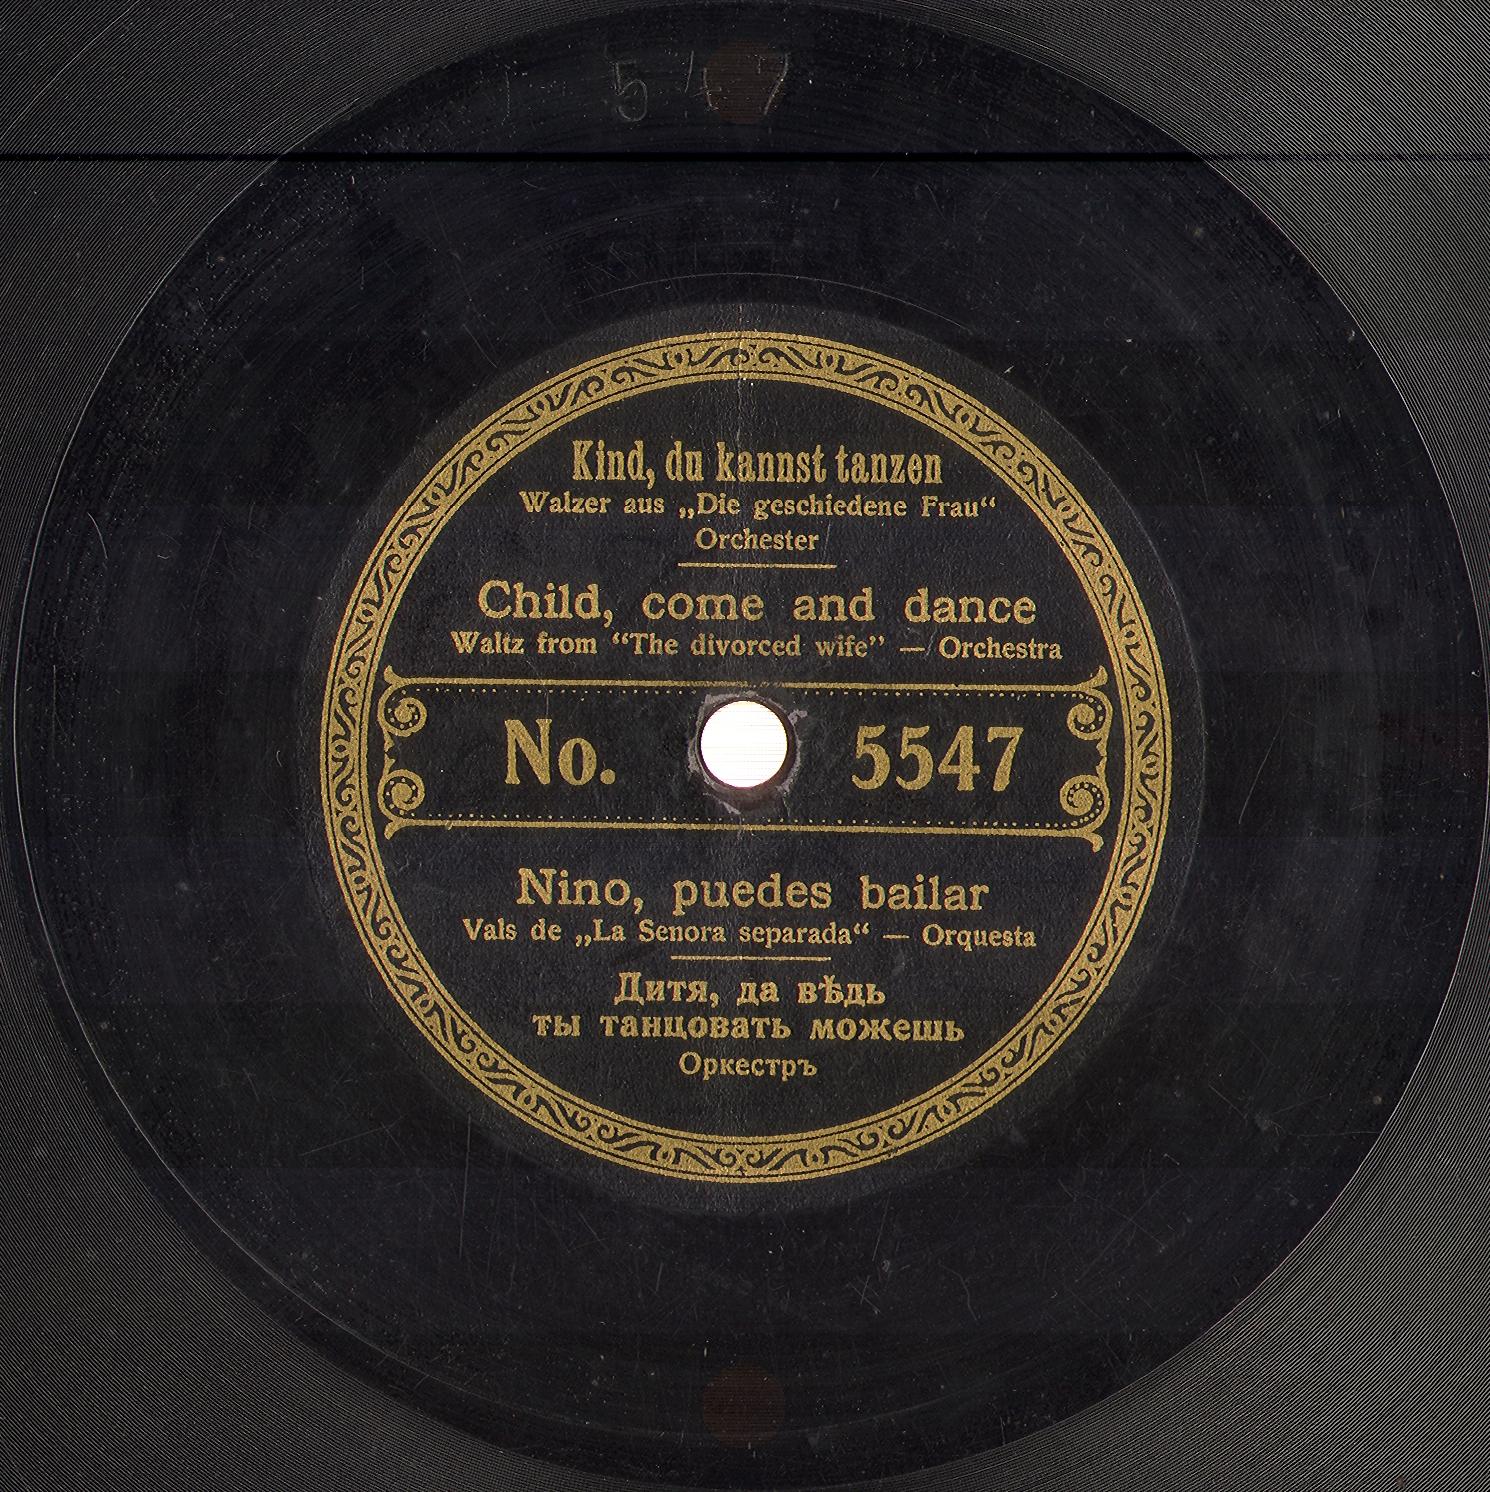 547
Kind, du kannst tanzen
Walzer aus „Die geschiedene Frau“
Orchester
Child, come and dance
Waltz from “The divorced wife” — Orchestra
No. 5547
Nino, puedes bailar
Vals de „La Senora separada“ — Orquesta
Дитя, да вѣдь
ты танцовать можешь
Оркестръ